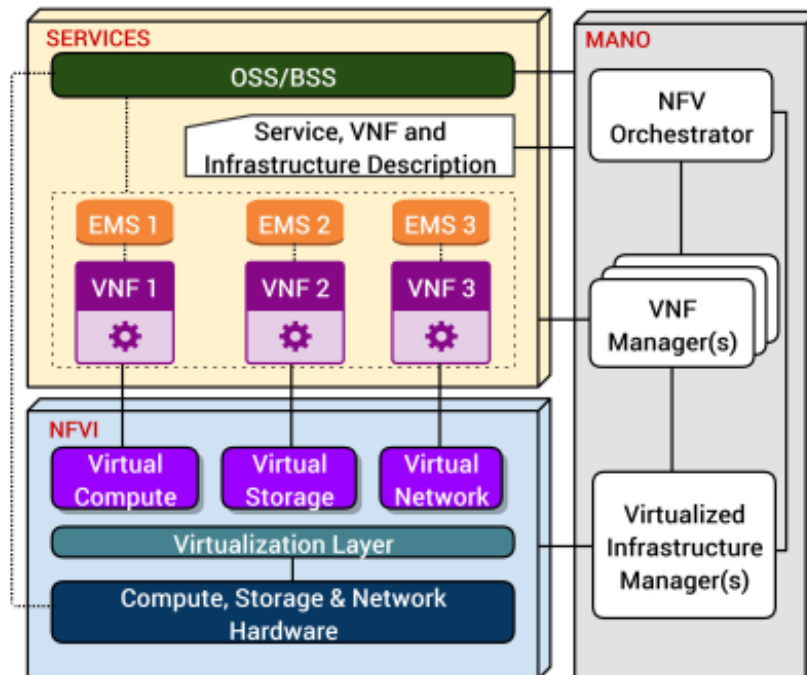 SERVICES
OSS/BSS
Service, VNF and
Infrastructure Description
EMS 1
EMS 2
EMS 3
VNF 1
VNF 2
VNF 3
NFVI
Virtual
Compute
Virtual
Storage
Virtual
Network
Virtualization Layer
Compute, Storage & Network
Hardware
MANO
NFV
Orchestrator
VNF
Manager(s)
Virtualized
Infrastructure
Manager(s)